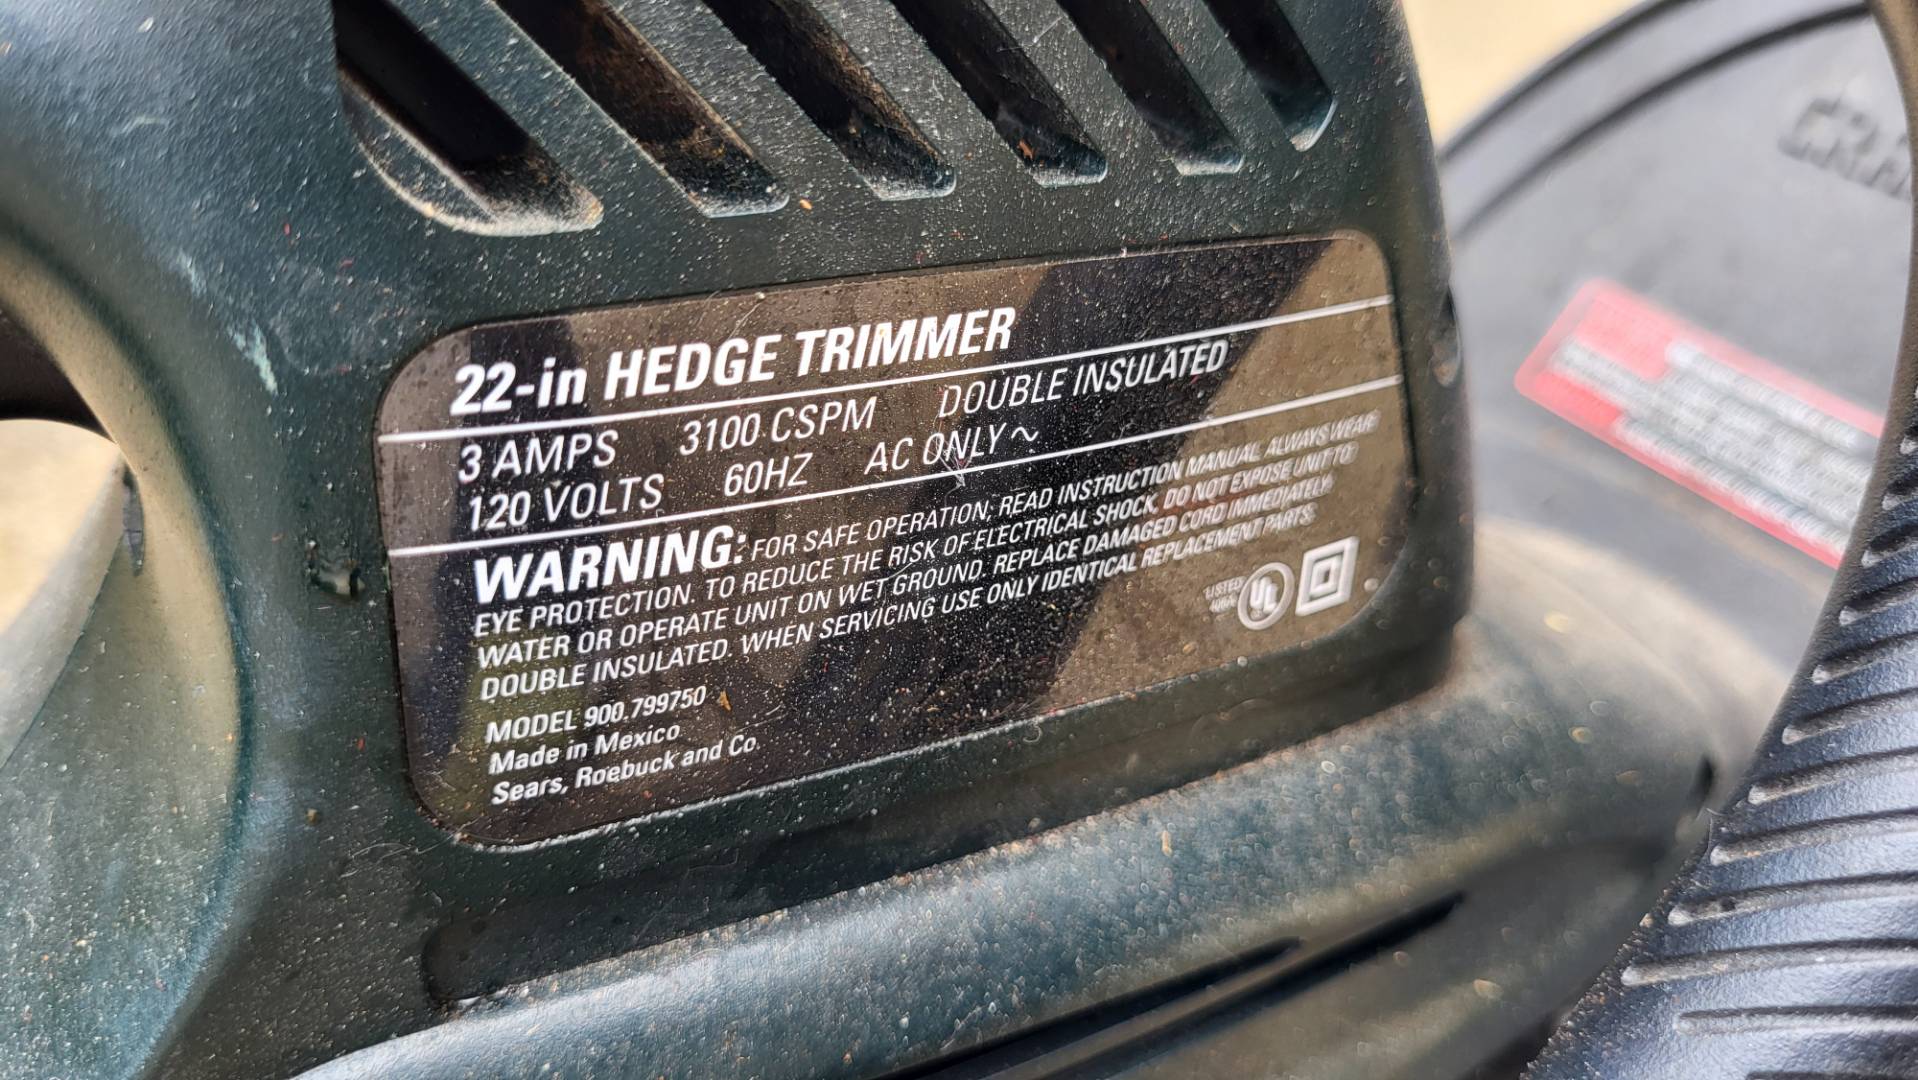 22-in HEDGE TRIMMER
3 AMPS 3100 CSPM DOUBLE INSULATED
120 VOLTS 60HZ AC ONLY ~
WARNING: FOR SAFE OPERATION, READ INSTRUCTION MANUAL. ALWAYS WEAR
EYE PROTECTION. TO REDUCE THE RISK OF ELECTRICAL SHOCK, DO NOT EXPOSE UNIT TO
WATER OR OPERATE UNIT ON WET GROUND. REPLACE DAMAGED CORD IMMEDIATELY.
DOUBLE INSULATED. WHEN SERVICING USE ONLY IDENTICAL REPLACEMENT PARTS.
LISTED
UL
MODEL 900.799750
Made in Mexico
Sears, Roebuck and Co.